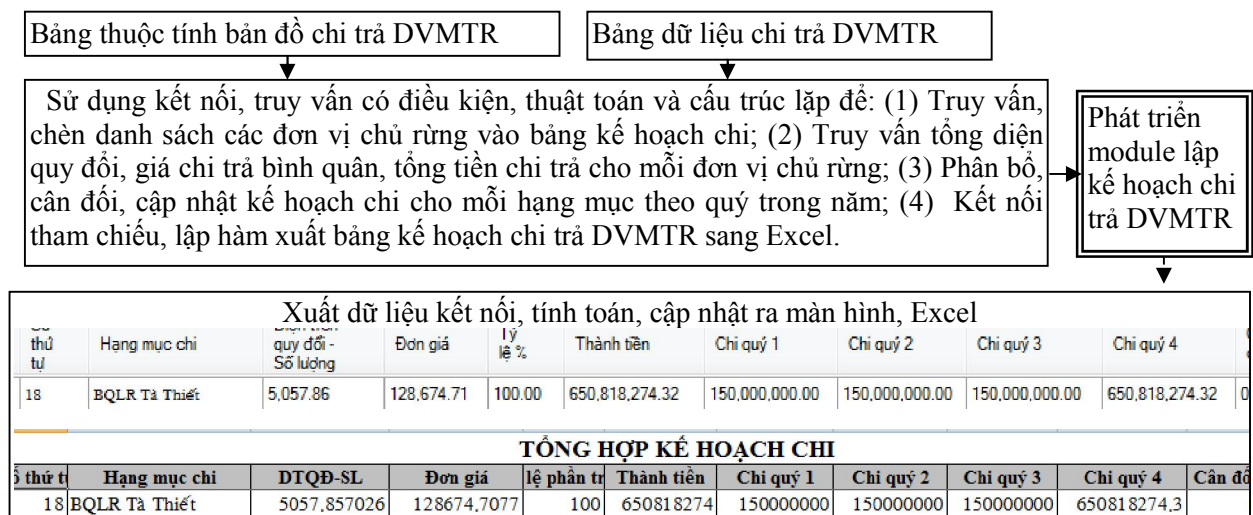 Bảng thuộc tính bản đồ chi trả DVMTR
Bảng dữ liệu chi trả DVMTR
Sử dụng kết nối, truy vấn có điều kiện, thuật toán và cấu trúc lặp để: (1) Truy vấn,
chèn danh sách các đơn vị chủ rừng vào bảng kế hoạch chi; (2) Truy vấn tổng diện
quy đổi, giá chi trả bình quân, tổng tiền chi trả cho mỗi đơn vị chủ rừng; (3) Phân bổ,
cân đối, cập nhật kế hoạch chi cho mỗi hạng mục theo quý trong năm; (4) Kết nối
tham chiếu, lập hàm xuất bảng kế hoạch chi trả DVMTR sang Excel.
Phát triển
module lập
kế hoạch chi
trả DVMTR
Xuất dữ liệu kết nối, tính toán, cập nhật ra màn hình, Excel
thứ tự Hạng mục chi quy đổi - Số lượng Đơn giá Tỷ lệ % Thành tiền Chi quý 1 Chi quý 2 Chi quý 3 Chi quý 4
18 BQLR Tà Thiết 5,057.86 128,674.71 100.00 650,818,274.32 150,000,000.00 150,000,000.00 150,000,000.00 650,818,274.32
TỔNG HỢP KẾ HOẠCH CHI
thứ Hạng mục chi DTQĐ-SL Đơn giá lệ phần Thành tiền Chi quý 1 Chi quý 2 Chi quý 3 Chi quý 4 Cân
18 BQLR Tà Thiết 5057,857026 128674,7077 100 650818274 150000000 150000000 150000000 650818274,3